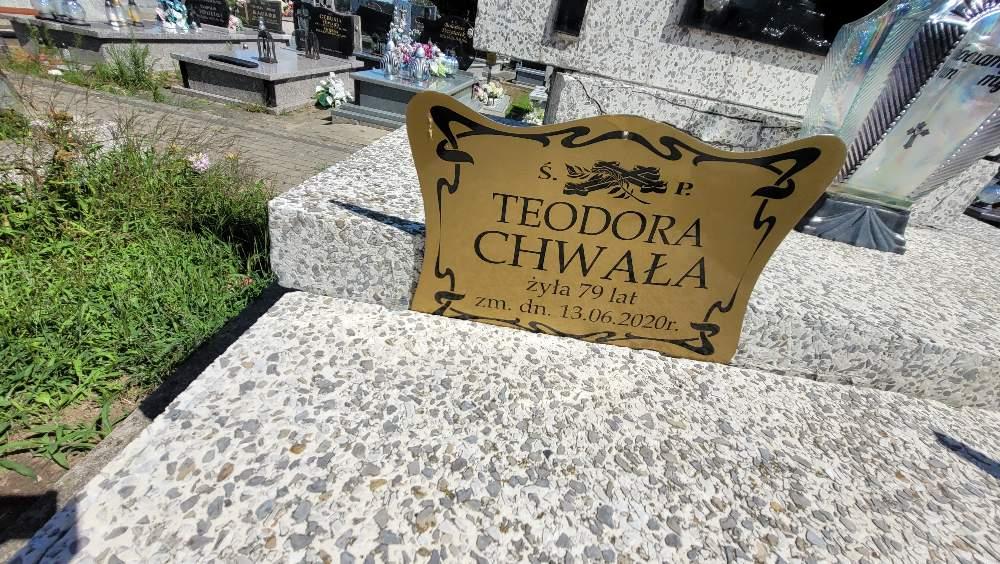 Ś. P.
TEODORA
CHWAŁA
żyła 79 lat
zm. dn. 13.06.2020r.